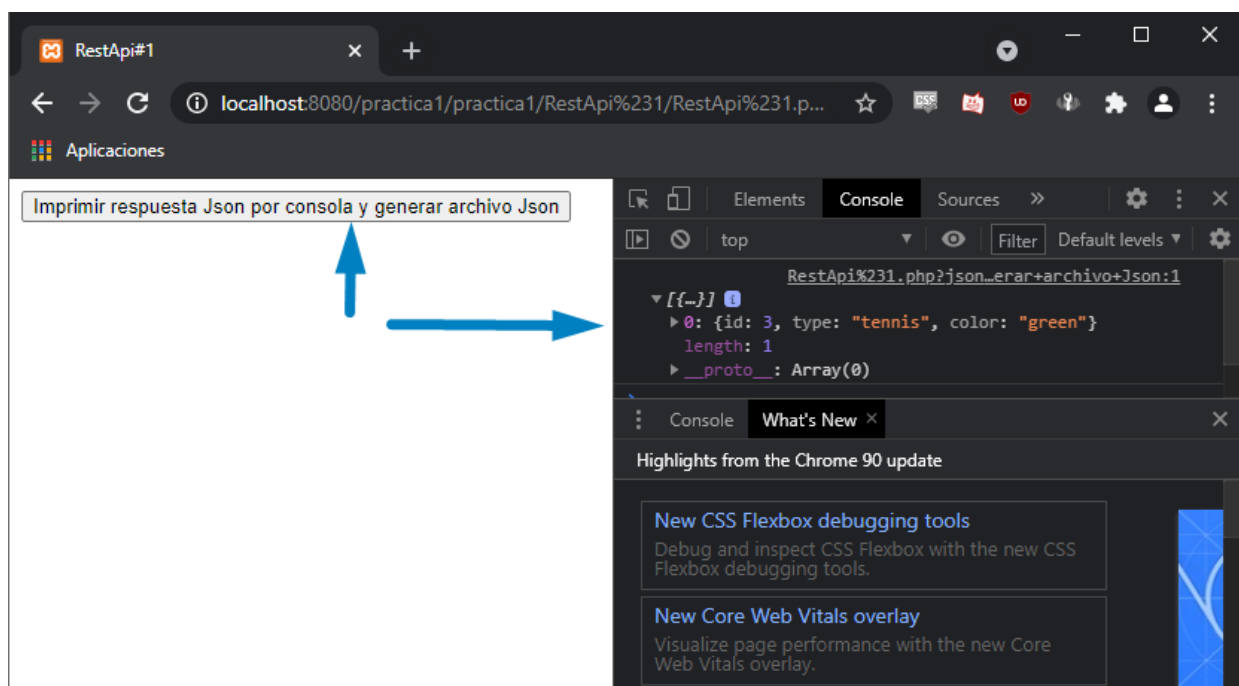 RestApi#1
localhost:8080/practica1/practica1/RestApi%231/RestApi%231.p...
Aplicaciones
Imprimir respuesta Json por consola y generar archivo Json
Elements Console Sources »
top Filter Default levels
RestApi%231.php?json…erar+archivo+Json:1
[{…}]
0: {id: 3, type: "tennis", color: "green"}
length: 1
__proto__: Array(0)
Console What's New
Highlights from the Chrome 90 update
New CSS Flexbox debugging tools
Debug and inspect CSS Flexbox with the new CSS
Flexbox debugging tools.
New Core Web Vitals overlay
Visualize page performance with the new Core
Web Vitals overlay.